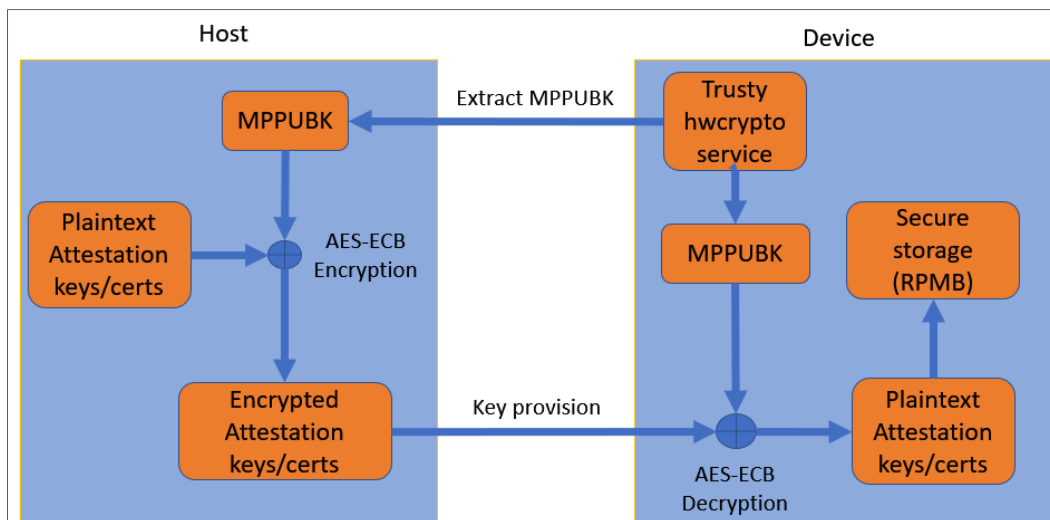 Host
Device
MPPUBK
Extract MPPUBK
Trusty
hwcrypto
service
Plaintext
Attestation
keys/certs
AES-ECB
Encryption
MPPUBK
Secure
storage
(RPMB)
Encrypted
Attestation
keys/certs
Key provision
AES-ECB
Decryption
Plaintext
Attestation
keys/certs